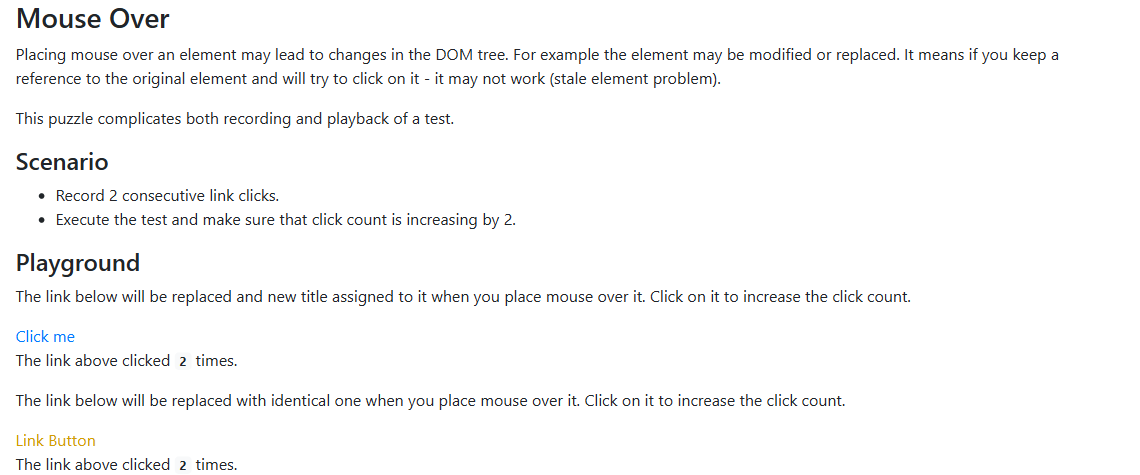 Mouse Over
Placing mouse over an element may lead to changes in the DOM tree. For example the element may be modified or replaced. It means if you keep a
reference to the original element and will try to click on it - it may not work (stale element problem).
This puzzle complicates both recording and playback of a test.
Scenario
• Record 2 consecutive link clicks.
• Execute the test and make sure that click count is increasing by 2.
Playground
The link below will be replaced and new title assigned to it when you place mouse over it. Click on it to increase the click count.
Click me
The link above clicked 2 times.
The link below will be replaced with identical one when you place mouse over it. Click on it to increase the click count.
Link Button
The link above clicked 2 times.